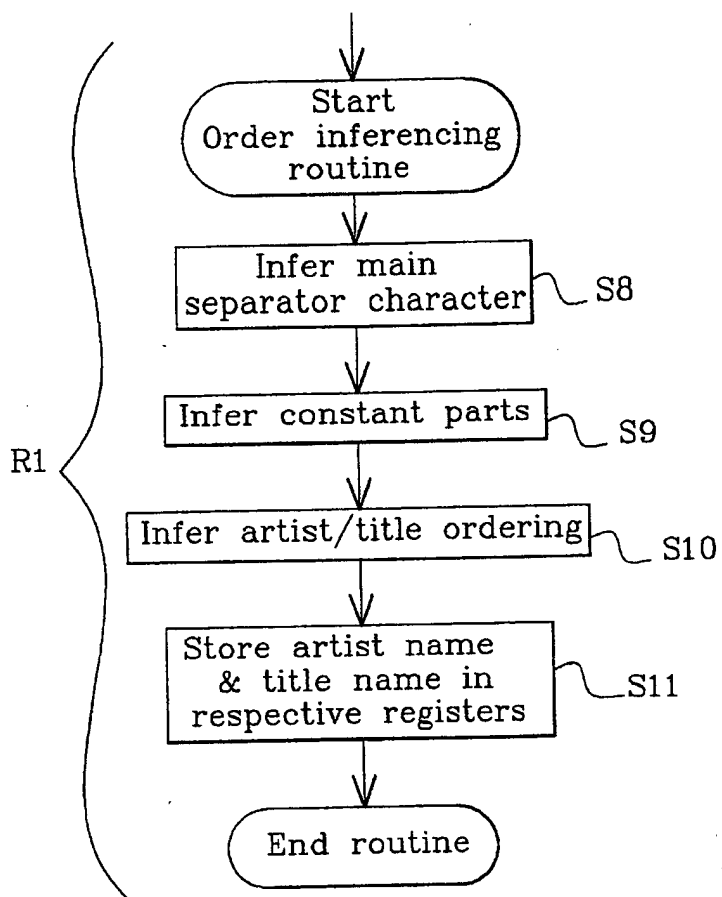 Start
Order inferencing
routine
Infer main
separator character
S8
Infer constant parts
S9
R1
Infer artist/title ordering
S10
Store artist name
& title name in
respective registers
S11
End routine